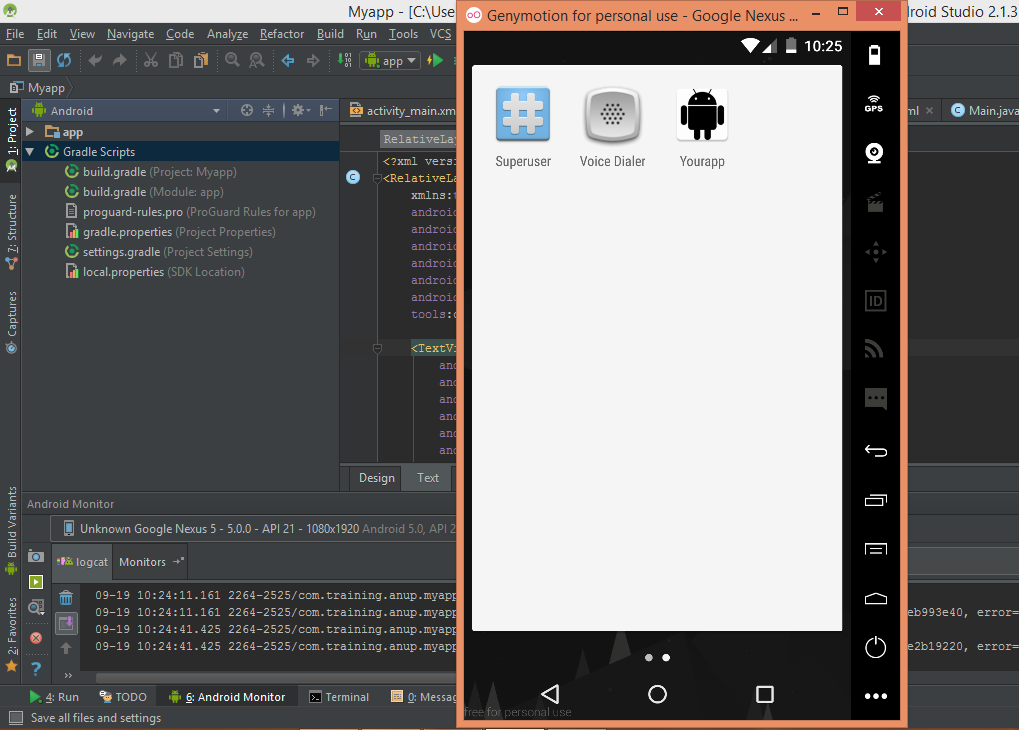 Myapp - [C:\Use
Genymotion for personal use - Google Nexus ...
roid Studio 2.1.3
File Edit View Navigate Code Analyze Refactor Build Run Tools VCS
app
Myapp
Android
activity_main.xm
ml
Main.java
1: Project
7: Structure
Captures
Build Variants
2: Favorites
app
Gradle Scripts
build.gradle (Project: Myapp)
build.gradle (Module: app)
proguard-rules.pro (ProGuard Rules for app)
gradle.properties (Project Properties)
settings.gradle (Project Settings)
local.properties (SDK Location)
RelativeLay
<?xml versi
<RelativeLa
xmlns:t
android
android
android
android
android
android
tools:c
<TextVi
and
and
and
and
and
and
Design Text
10:25
Superuser Voice Dialer Yourapp
free for personal use
GPS
ID
Android Monitor
Unknown Google Nexus 5 - 5.0.0 - API 21 - 1080x1920 Android 5.0, API 2
logcat Monitors
09-19 10:24:11.161 2264-2525/com.training.anup.myapp
09-19 10:24:11.161 2264-2525/com.training.anup.myapp eb993e40, error=
09-19 10:24:41.425 2264-2525/com.training.anup.myapp
09-19 10:24:41.425 2264-2525/com.training.anup.myapp e2b19220, error=
4: Run TODO 6: Android Monitor Terminal 0: Messag
Save all files and settings